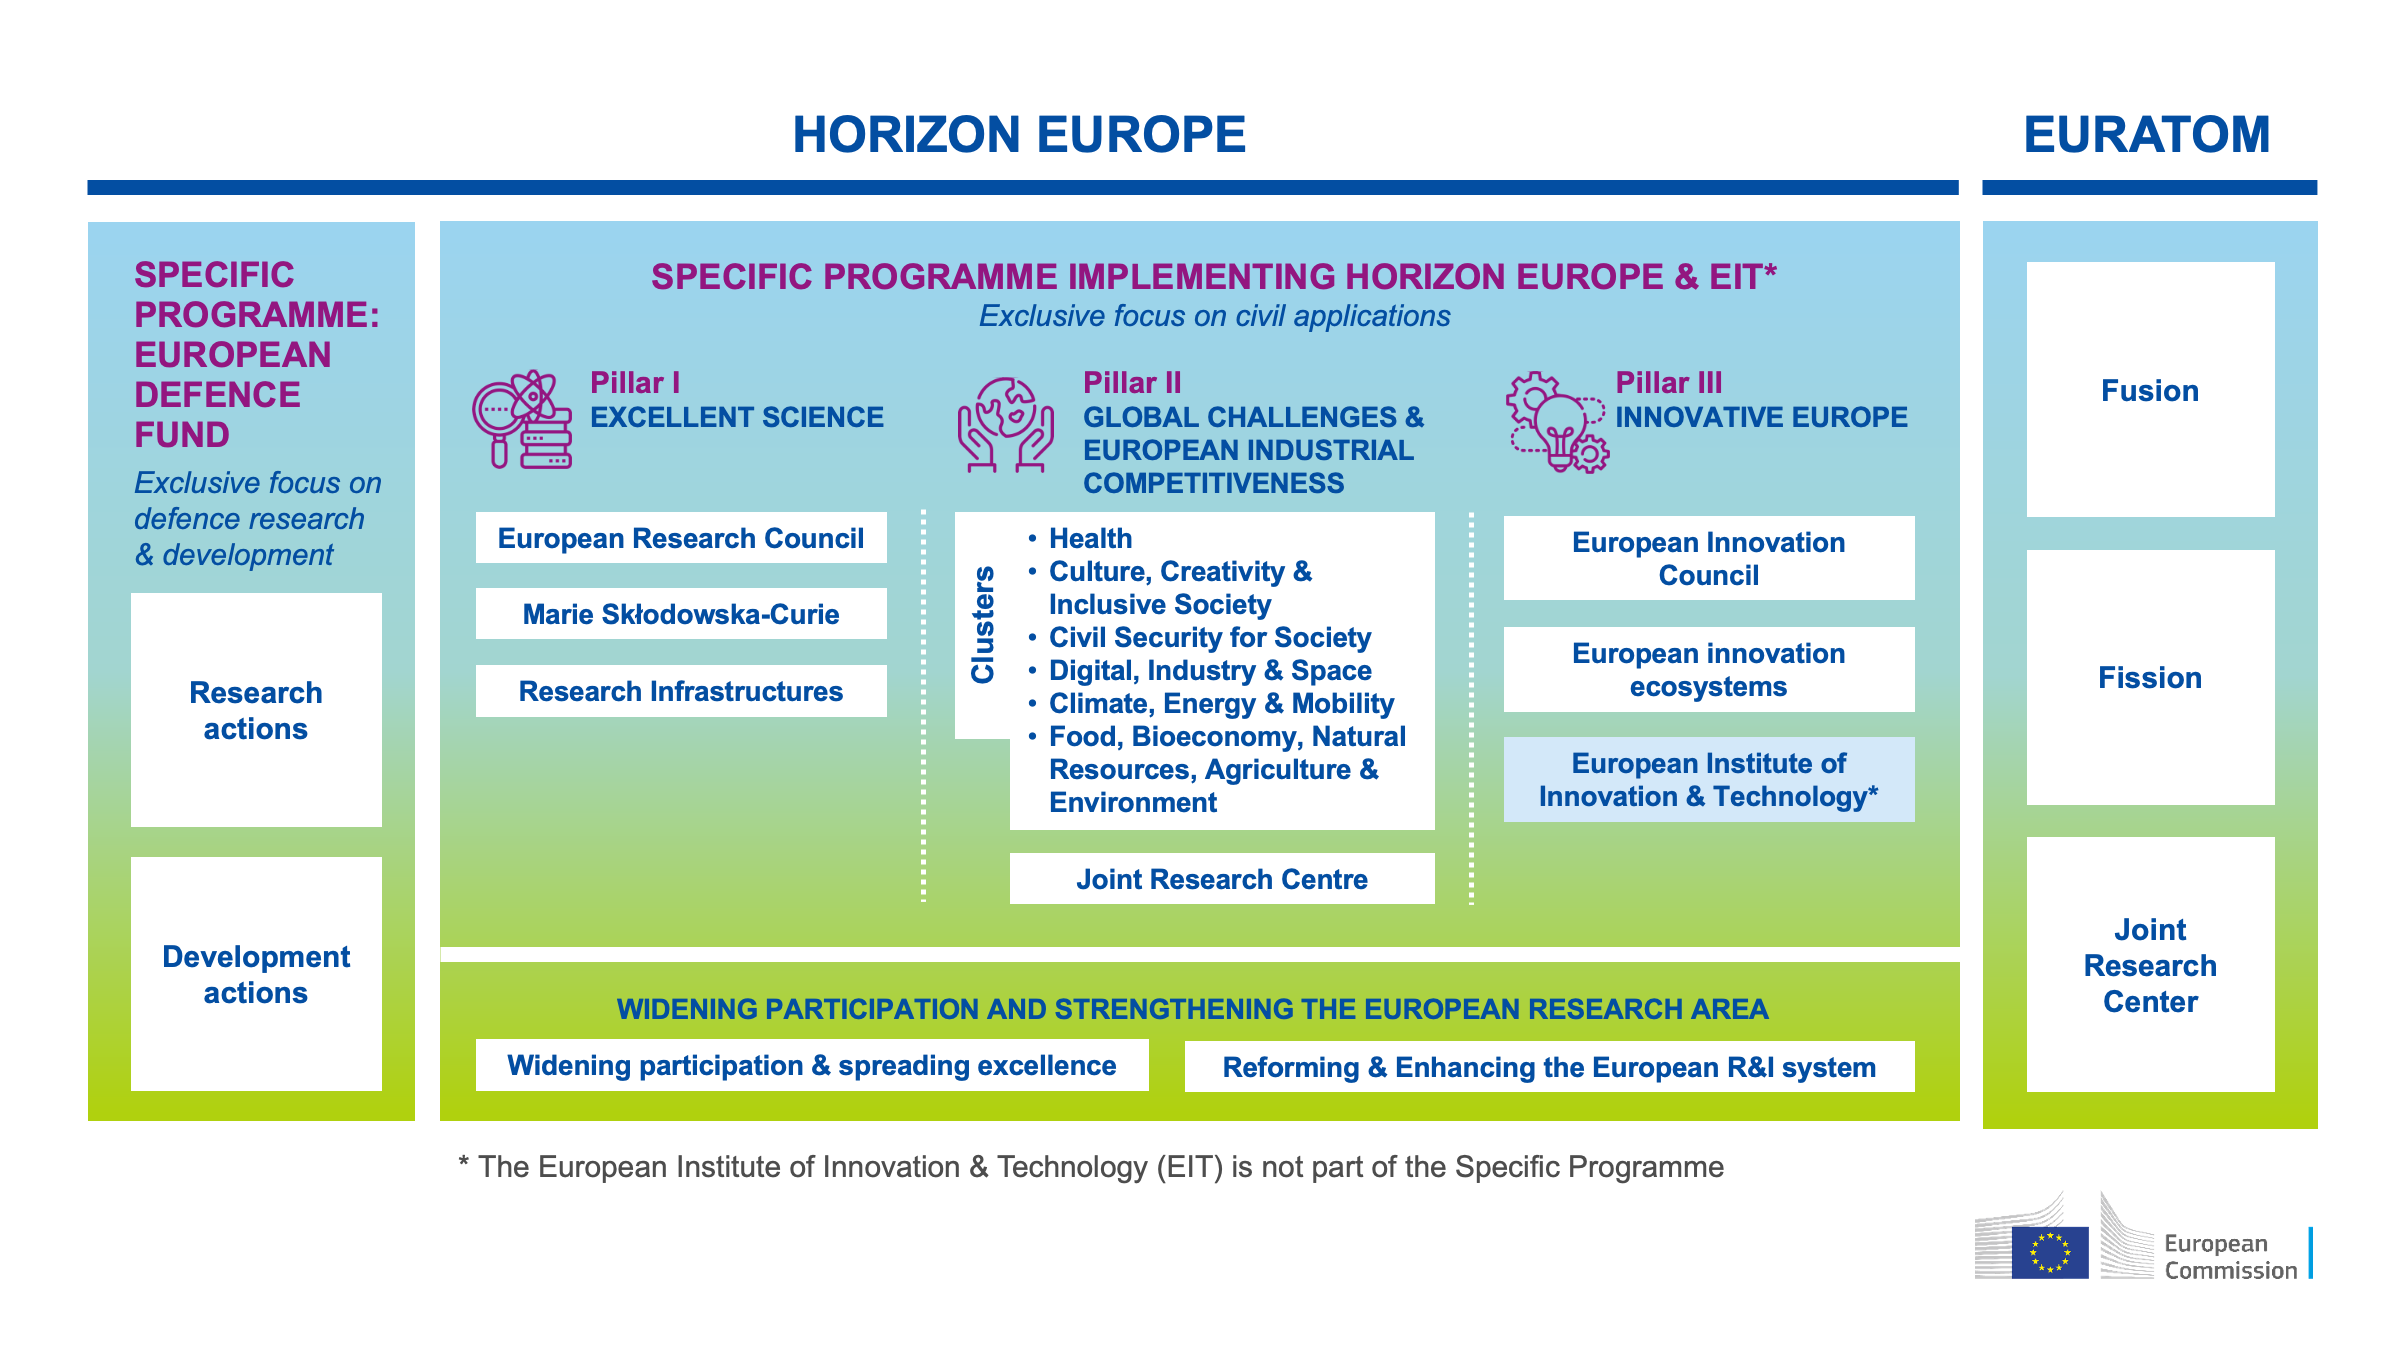 HORIZON EUROPE
EURATOM
SPECIFIC
PROGRAMME:
EUROPEAN
DEFENCE
FUND
Exclusive focus on
defence research
& development
Research
actions
Development
actions
SPECIFIC PROGRAMME IMPLEMENTING HORIZON EUROPE & EIT*
Exclusive focus on civil applications
Pillar I
EXCELLENT SCIENCE
European Research Council
Marie Skłodowska-Curie
Research Infrastructures
Pillar II
GLOBAL CHALLENGES &
EUROPEAN INDUSTRIAL
COMPETITIVENESS
Clusters
• Health
• Culture, Creativity &
Inclusive Society
• Civil Security for Society
• Digital, Industry & Space
• Climate, Energy & Mobility
• Food, Bioeconomy, Natural
Resources, Agriculture &
Environment
Joint Research Centre
Pillar III
INNOVATIVE EUROPE
European Innovation
Council
European innovation
ecosystems
European Institute of
Innovation & Technology*
WIDENING PARTICIPATION AND STRENGTHENING THE EUROPEAN RESEARCH AREA
Widening participation & spreading excellence
Reforming & Enhancing the European R&I system
Fusion
Fission
Joint
Research
Center
* The European Institute of Innovation & Technology (EIT) is not part of the Specific Programme
European
Commission